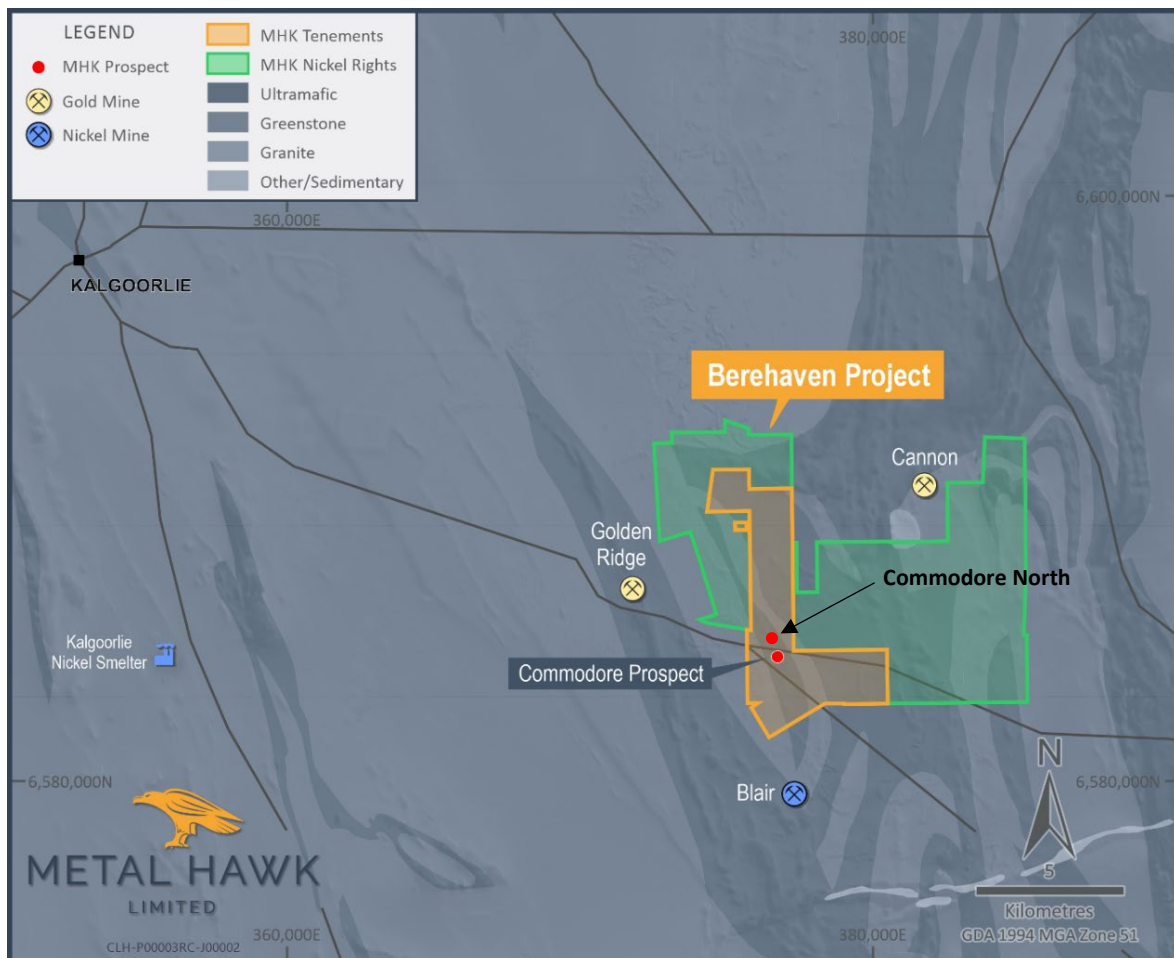 LEGEND
MHK Prospect
Gold Mine
Nickel Mine
MHK Tenements
MHK Nickel Rights
Ultramafic
Greenstone
Granite
Other/Sedimentary
380,000E
6,600,000N
360,000E
KALGOORLIE
Berehaven Project
Cannon
Golden
Ridge
Commodore North
Kalgoorlie
Nickel Smelter
Commodore Prospect
6,580,000N
Blair
6,580,000N
N
METAL HAWK
LIMITED
CLH-P00003RC-J00002
360,000E
380,000E
5
Kilometres
GDA 1994 MGA Zone 51